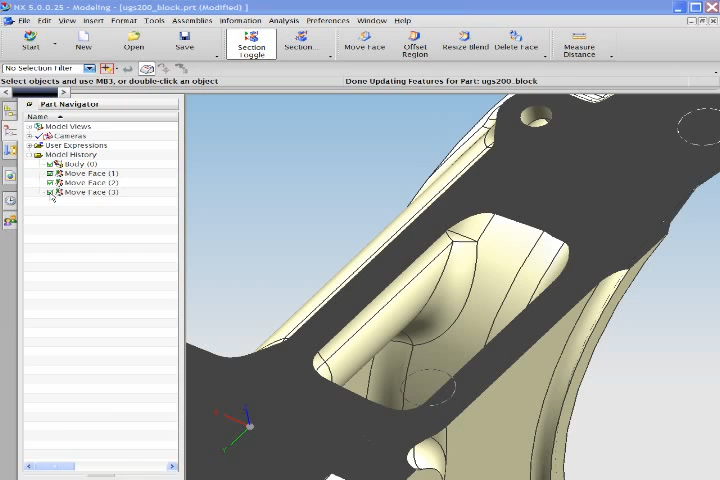 NX 5.0.0.25 - Modeling - [ugs200_block.prt (Modified) ]
File Edit View Insert Format Tools Assemblies Information Analysis Preferences Window Help
Start New Open Save Section Toggle Section... Move Face Offset Region Resize Blend Delete Face Measure Distance
No Selection Filter
Select objects and use MB3, or double-click an object Done Updating Features for Part: ugs200_block
Part Navigator
Name
Model Views
Cameras
User Expressions
Model History
Body (0)
Move Face (1)
Move Face (2)
Move Face (3)